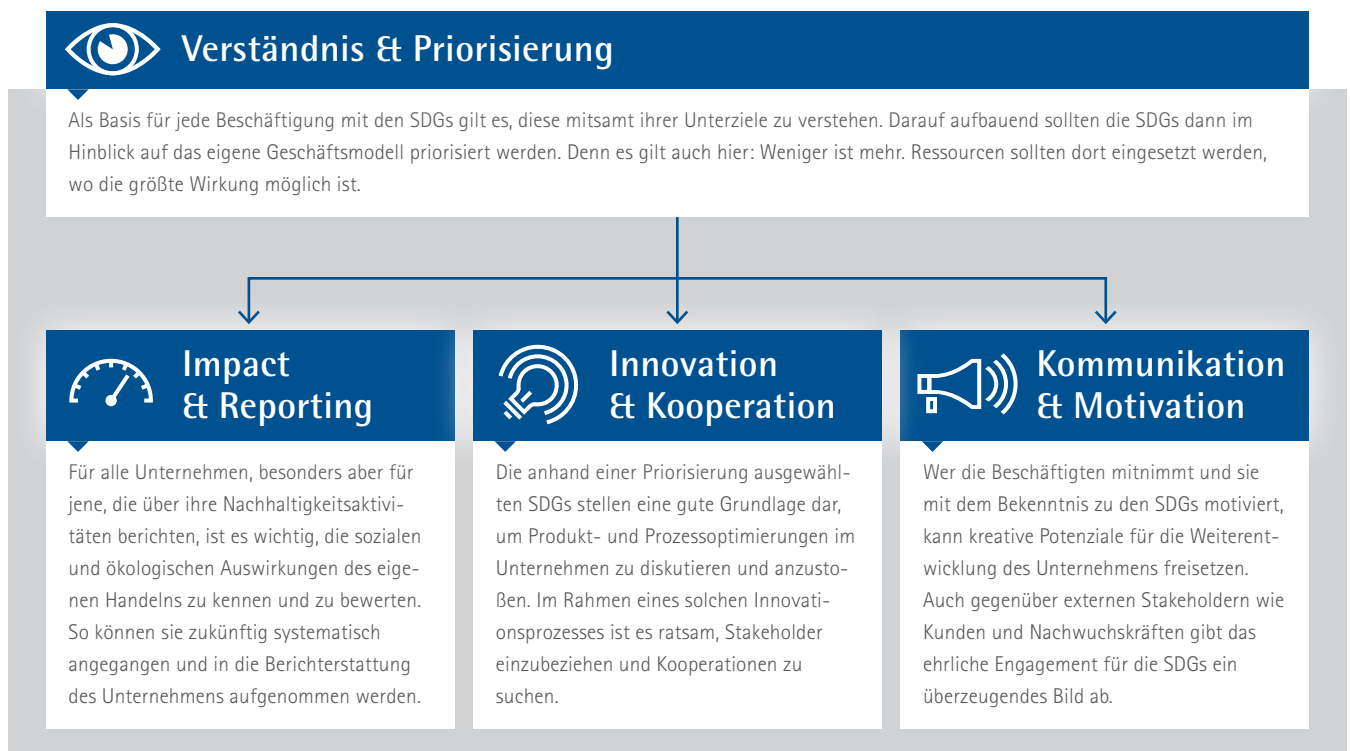 Verständnis & Priorisierung
Als Basis für jede Beschäftigung mit den SDGs gilt es, diese mitsamt ihrer Unterziele zu verstehen. Darauf aufbauend sollten die SDGs dann im
Hinblick auf das eigene Geschäftsmodell priorisiert werden. Denn es gilt auch hier: Weniger ist mehr. Ressourcen sollten dort eingesetzt werden,
wo die größte Wirkung möglich ist.
Impact
& Reporting
Für alle Unternehmen, besonders aber für
jene, die über ihre Nachhaltigkeitsaktivi-
täten berichten, ist es wichtig, die sozialen
und ökologischen Auswirkungen des eige-
nen Handelns zu kennen und zu bewerten.
So können sie zukünftig systematisch
angegangen und in die Berichterstattung
des Unternehmens aufgenommen werden.
Innovation
& Kooperation
Die anhand einer Priorisierung ausgewähl-
ten SDGs stellen eine gute Grundlage dar,
um Produkt- und Prozessoptimierungen im
Unternehmen zu diskutieren und anzusto-
ßen. Im Rahmen eines solchen Innovati-
onsprozesses ist es ratsam, Stakeholder
einzubeziehen und Kooperationen zu
suchen.
Kommunikation
& Motivation
Wer die Beschäftigten mitnimmt und sie
mit dem Bekenntnis zu den SDGs motiviert,
kann kreative Potenziale für die Weiterent-
wicklung des Unternehmens freisetzen.
Auch gegenüber externen Stakeholdern wie
Kunden und Nachwuchskräften gibt das
ehrliche Engagement für die SDGs ein
überzeugendes Bild ab.